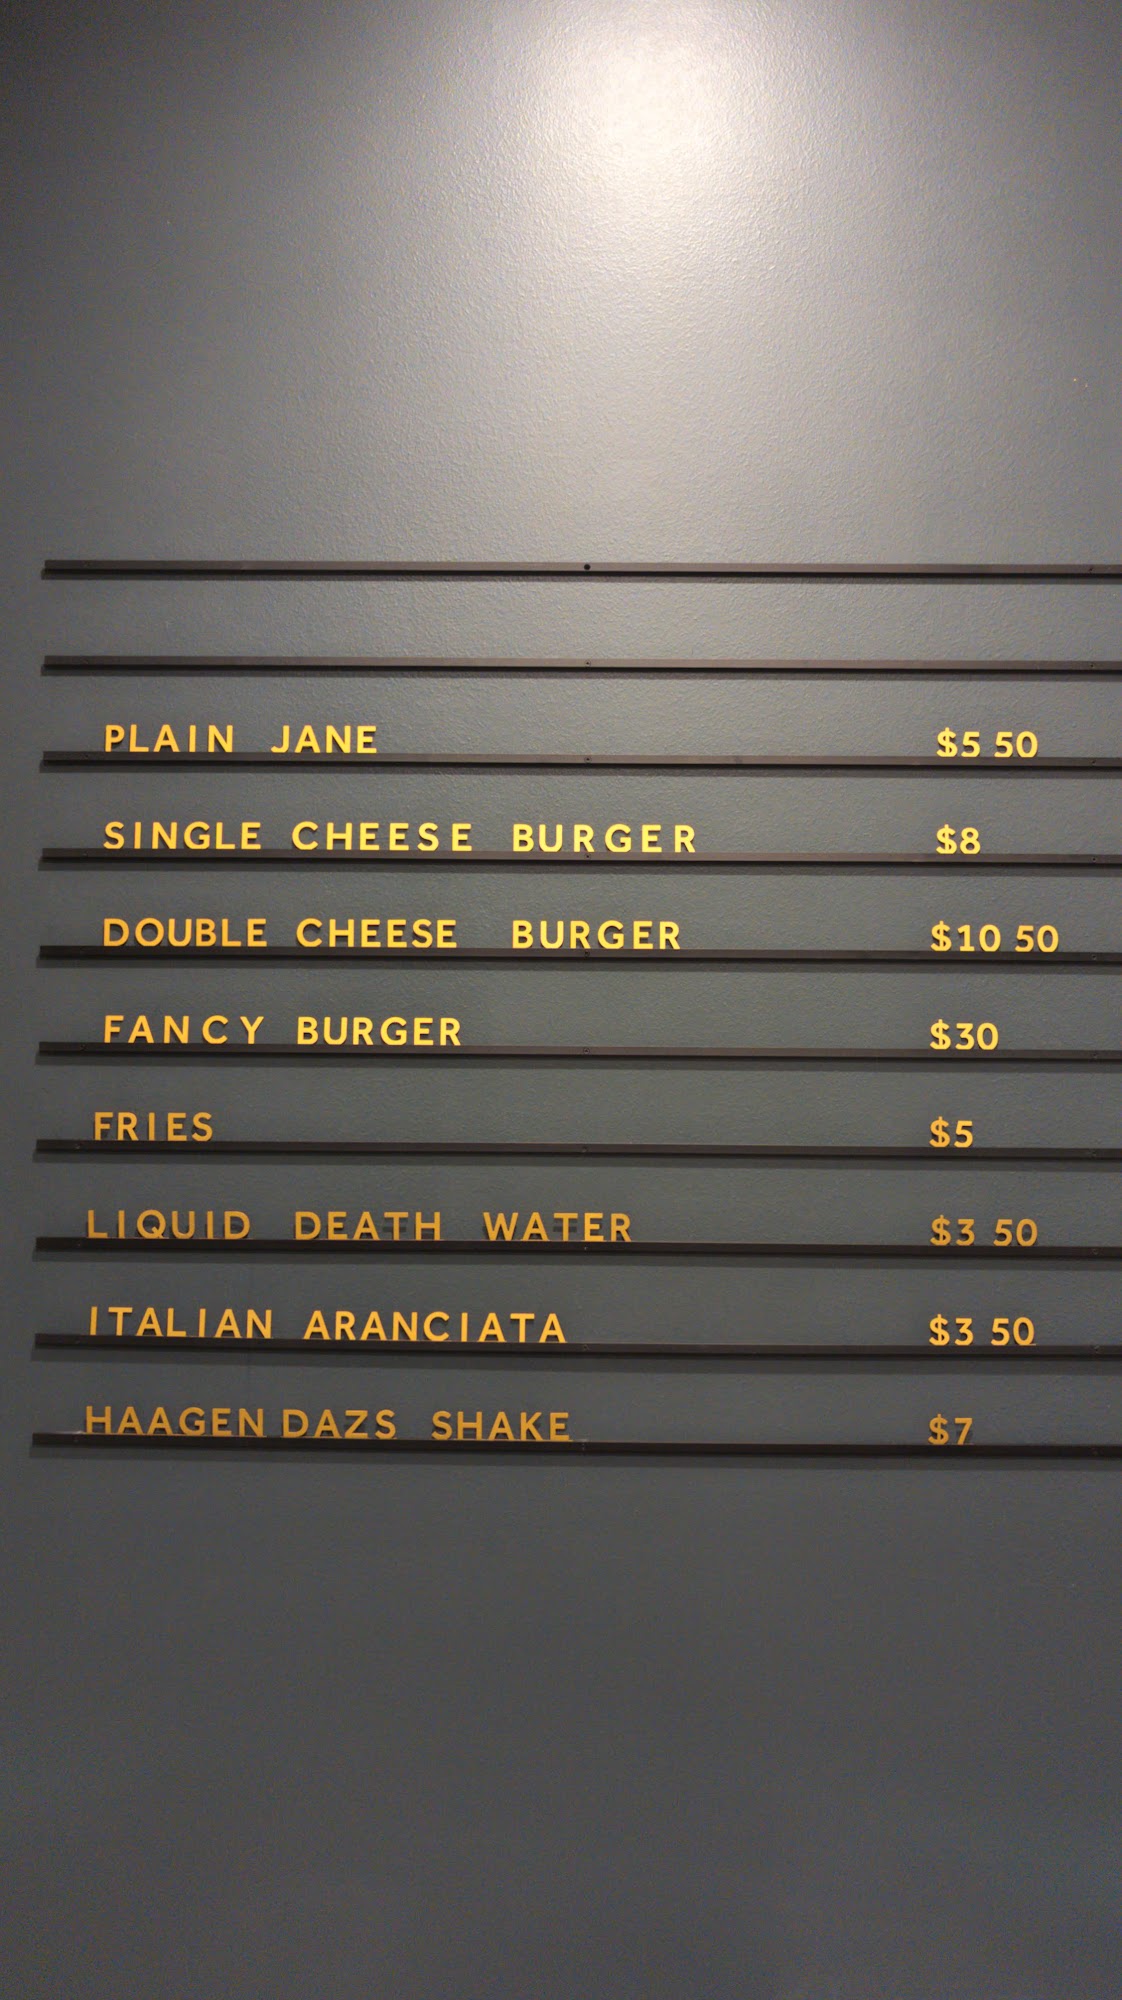 PLAIN JANE $5 50
SINGLE CHEESE BURGER $8
DOUBLE CHEESE BURGER $10 50
FANCY BURGER $30
FRIES $5
LIQUID DEATH WATER $3 50
ITALIAN ARANCIATA $3 50
HAAGEN DAZS SHAKE $7